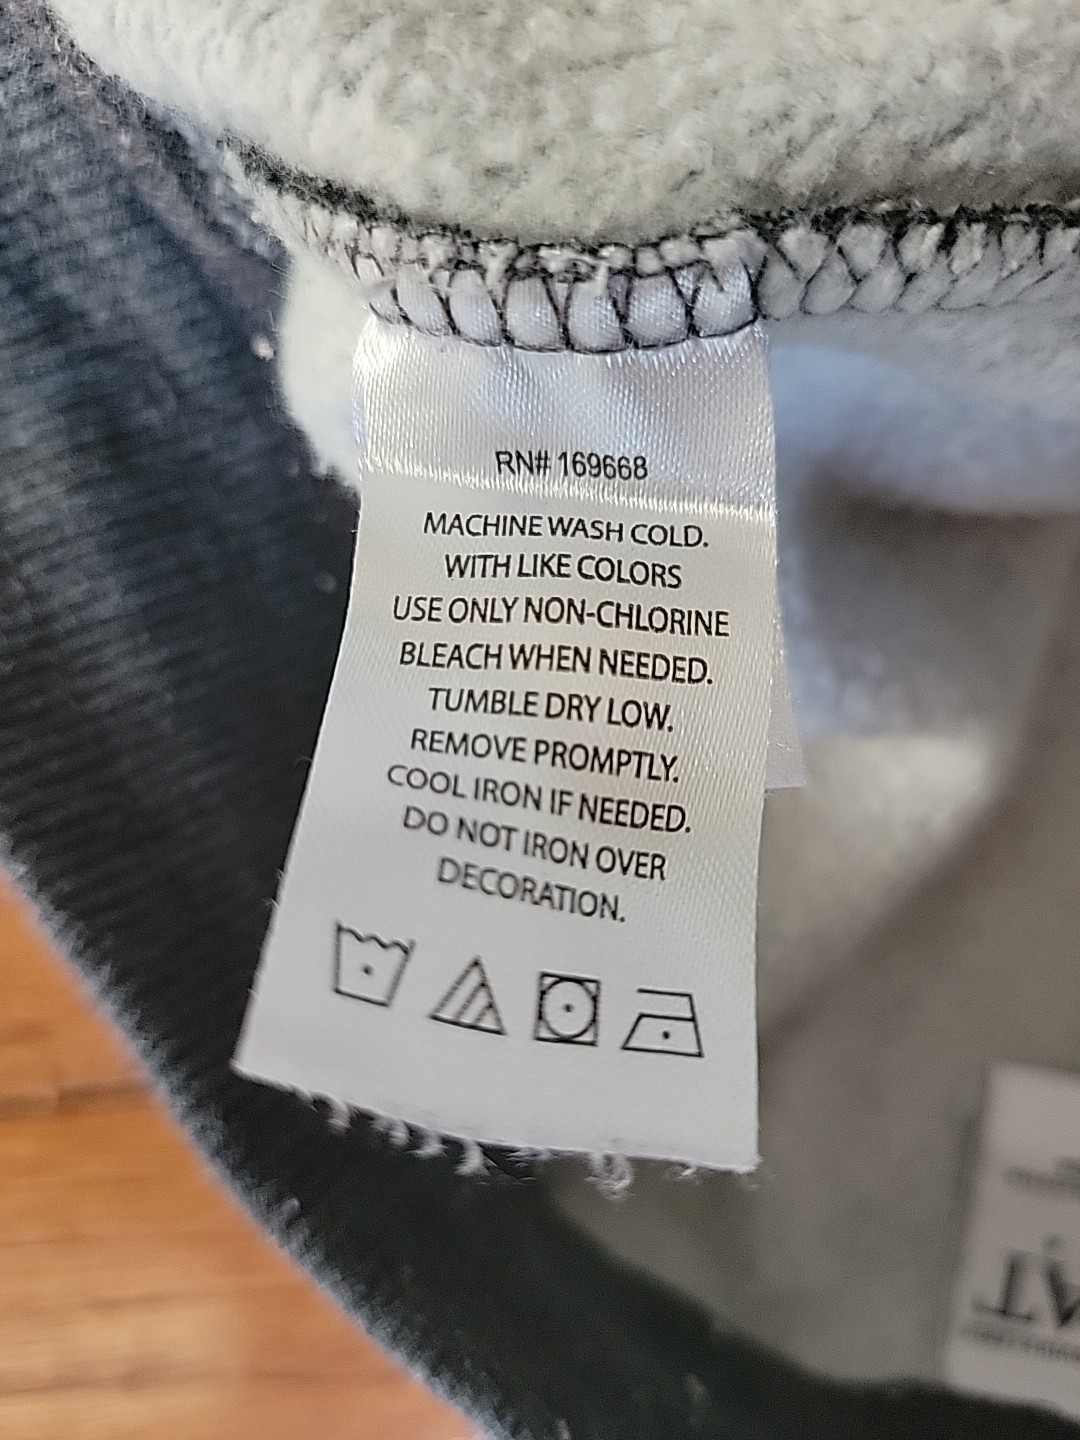 RN# 169668
MACHINE WASH COLD.
WITH LIKE COLORS
USE ONLY NON-CHLORINE
BLEACH WHEN NEEDED.
TUMBLE DRY LOW.
REMOVE PROMPTLY.
COOL IRON IF NEEDED.
DO NOT IRON OVER
DECORATION.